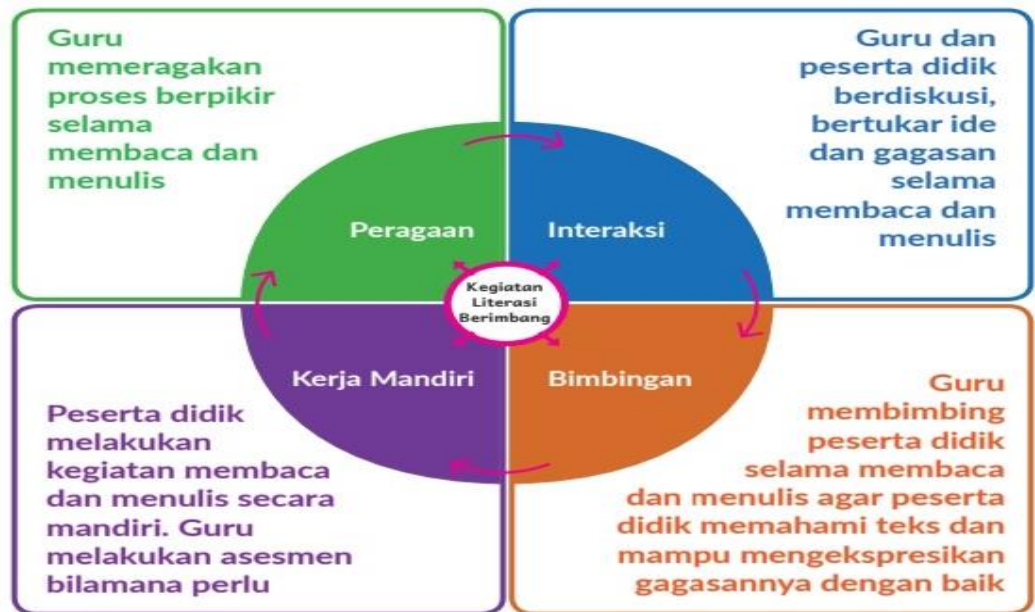 Guru
memeragakan
proses berpikir
selama
membaca dan
menulis
Guru dan
peserta didik
berdiskusi,
bertukar ide
dan gagasan
selama
membaca dan
menulis
Peragaan
Interaksi
Kegiatan
Literasi
Berimbang
Kerja Mandiri
Bimbingan
Peserta didik
melakukan
kegiatan membaca
dan menulis secara
mandiri. Guru
melakukan asesmen
bilamana perlu
Guru
membimbing
peserta didik
selama membaca
dan menulis agar peserta
didik memahami teks dan
mampu mengekspresikan
gagasannya dengan baik